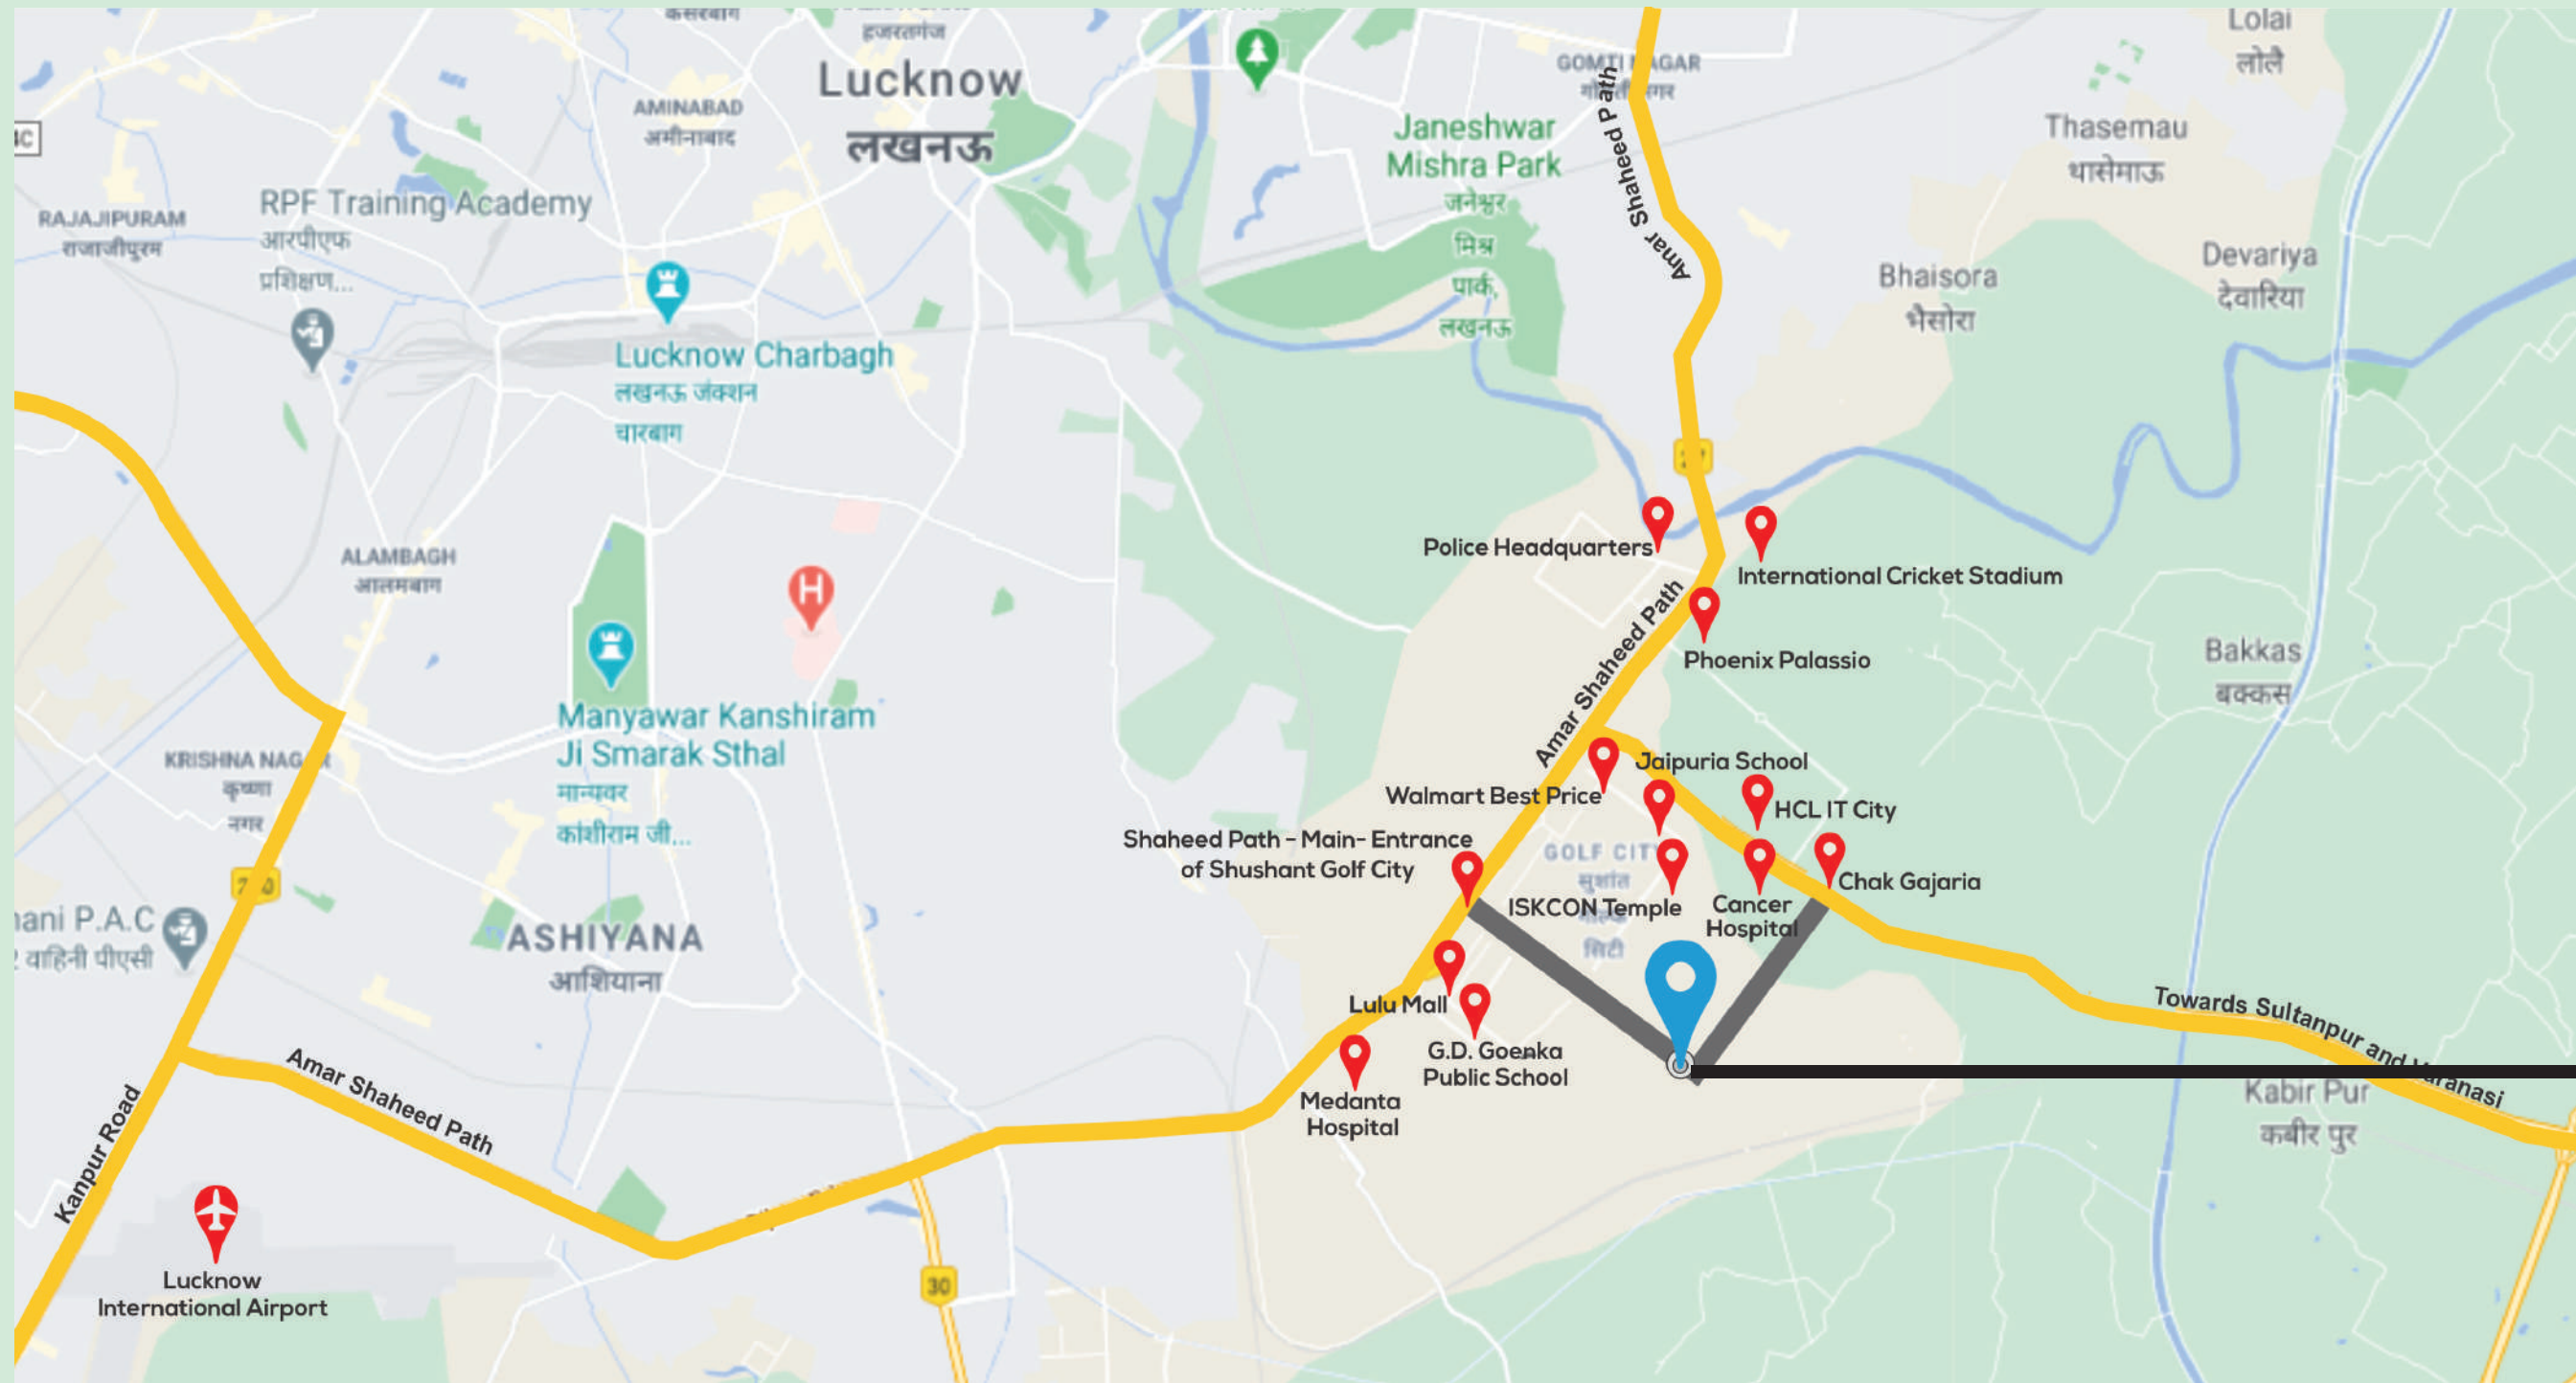 हजरतगंज
Lucknow
लखनऊ
AMINABAD
अमीनाबाद
GOMTI NAGAR
Amar Shaheed Path
Lolai
लोलै
Janeshwar
Mishra Park
जनेश्वर
मिश्र
पार्क,
लखनऊ
Thasemau
थासेमाऊ
RAJAJIPURAM
राजाजीपुरम
RPF Training Academy
आरपीएफ
प्रशिक्षण...
Bhaisora
भैसोरा
Devariya
देवारिया
Lucknow Charbagh
लखनऊ जंक्शन
चारबाग
ALAMBAGH
आलमबाग
H
Police Headquarters
International Cricket Stadium
Phoenix Palassio
Amar Shaheed Path
Bakkas
बक्कस
Manyawar Kanshiram
Ji Smarak Sthal
मान्यवर
कांशीराम जी...
KRISHNA NAG
कृष्णा
नगर
Jaipuria School
Walmart Best Price
HCL IT City
Shaheed Path - Main- Entrance
of Shushant Golf City
GOLF CITY
सुशांत
गोल्फ
सिटी
ISKCON Temple
Cancer
Hospital
Chak Gajaria
ani P.A.C
वाहिनी पीएसी
ASHIYANA
आशियाना
Lulu Mall
G.D. Goenka
Public School
Medanta
Hospital
Towards Sultanpur and Varanasi
Kabir Pur
कबीर पुर
Amar Shaheed Path
Kanpur Road
Lucknow
International Airport
30